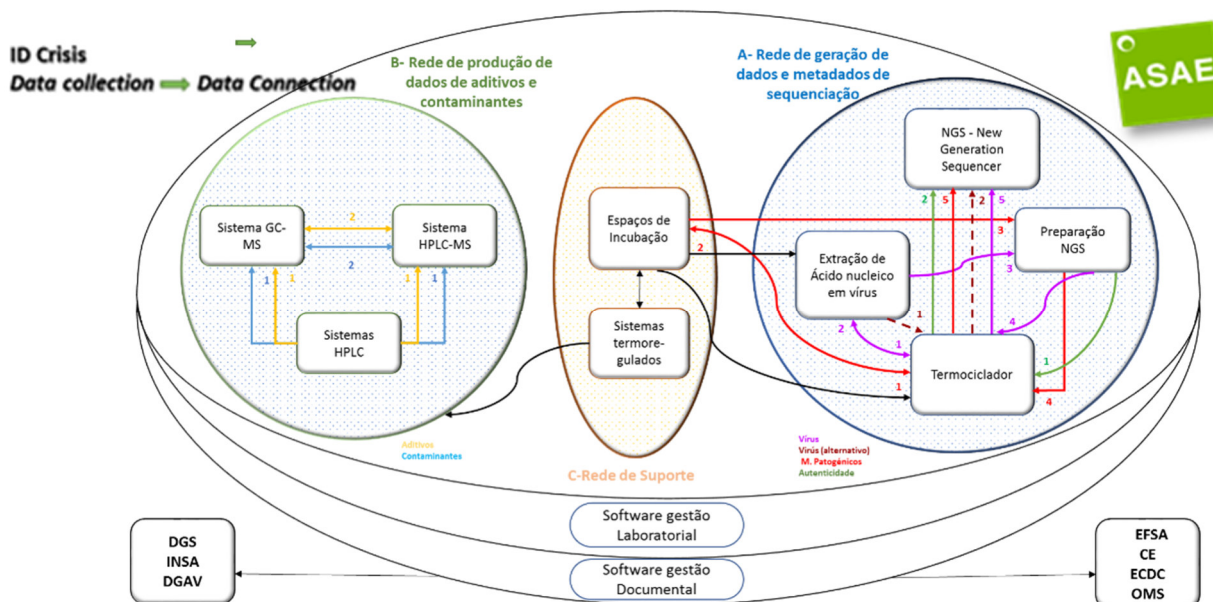 ID Crisis
Data collection ⟹ Data Connection
B- Rede de produção de
dados de aditivos e
contaminantes
A- Rede de geração de
dados e metadados de
sequenciação
ASAE
NGS - New
Generation
Sequencer
Sistema GC-
MS
2
2
Sistema
HPLC-MS
1
1
1
1
Sistemas
HPLC
Espaços de
Incubação
2
Sistemas
termore-
gulados
3
Preparação
NGS
2
5
2
5
Extração de
Ácido nucleico
em vírus
3
1
4
2
1
1
1
4
Termociclador
Aditivos
Contaminantes
Vírus
Virús (alternativo)
M. Patogénicos
Autenticidade
C-Rede de Suporte
Software gestão
Laboratorial
Software gestão
Documental
DGS
INSA
DGAV
EFSA
CE
ECDC
OMS